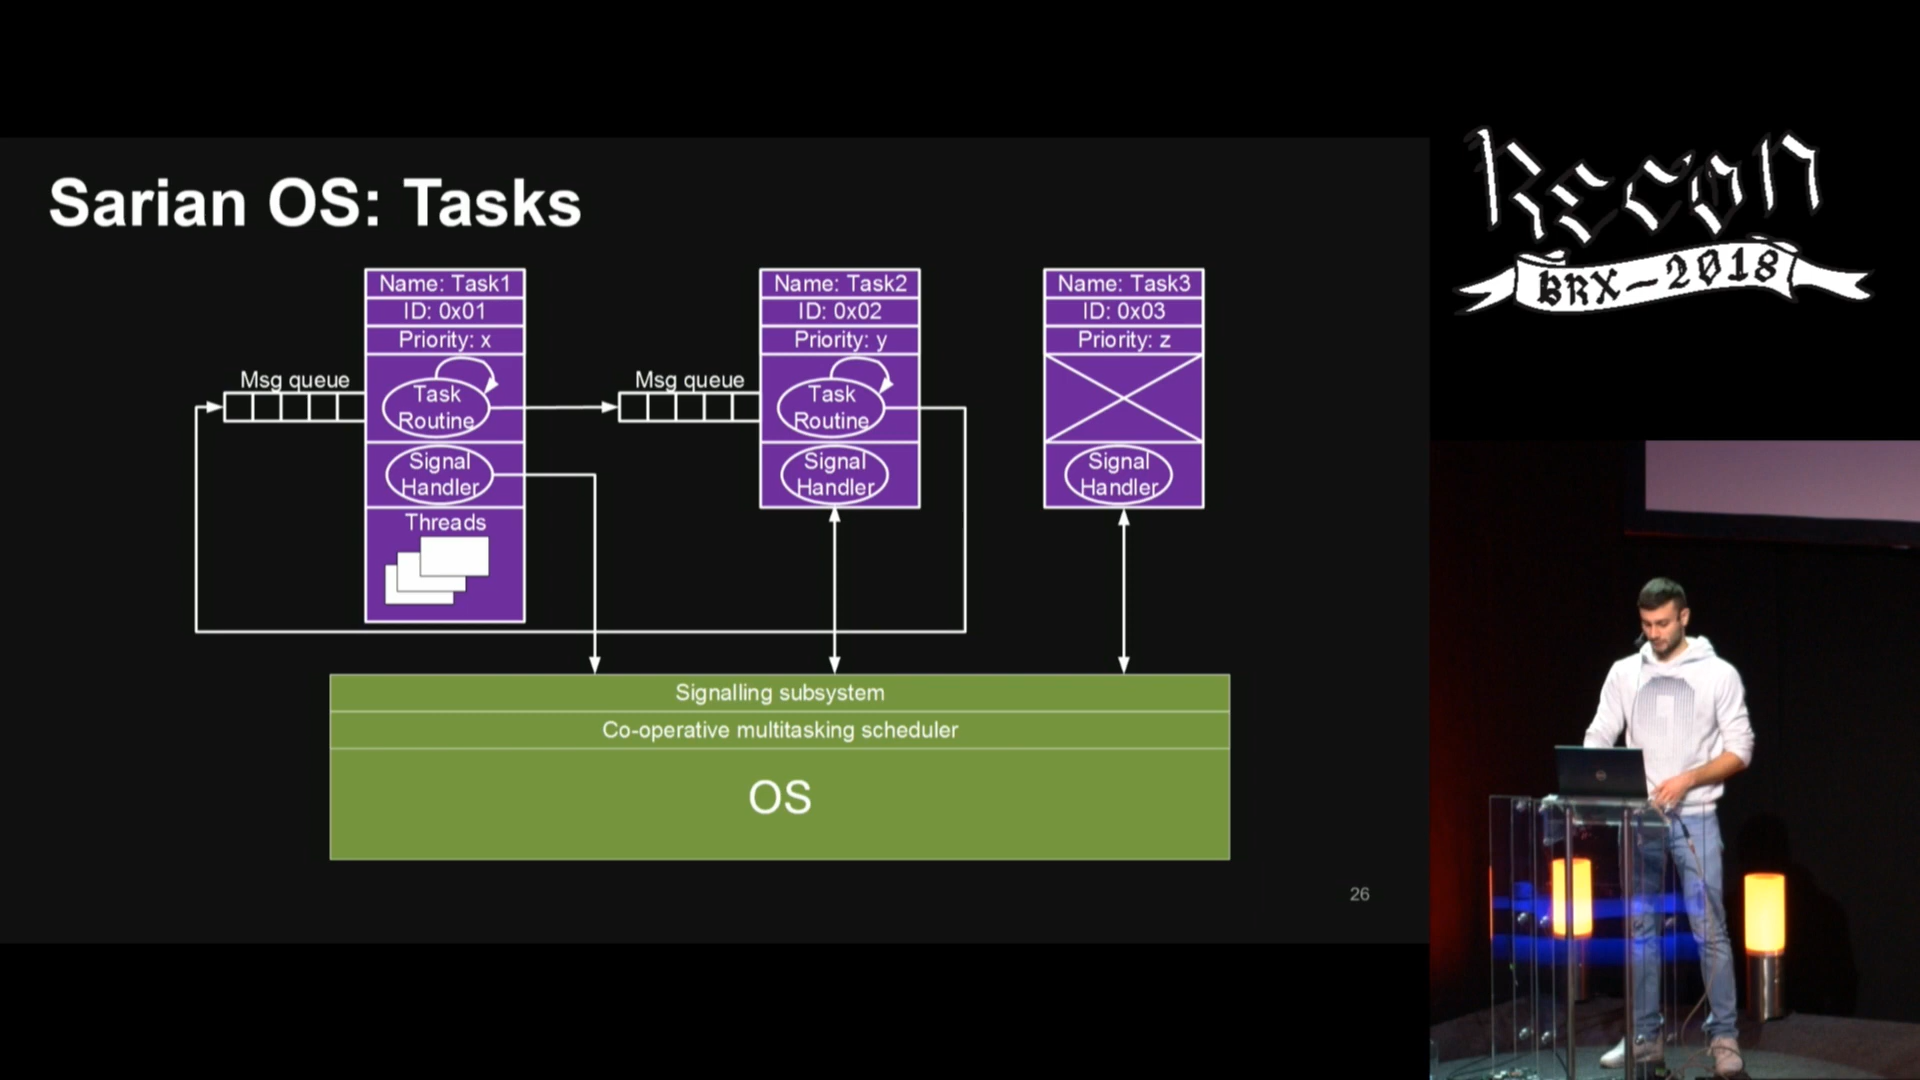 Sarian OS: Tasks
Name: Task1
ID: 0x01
Priority: x
Msg queue
Task
Routine
Signal
Handler
Threads
Name: Task2
ID: 0x02
Priority: y
Msg queue
Task
Routine
Signal
Handler
Name: Task3
ID: 0x03
Priority: z
Signal
Handler
Signalling subsystem
Co-operative multitasking scheduler
OS
26
Recon
BRX-2018